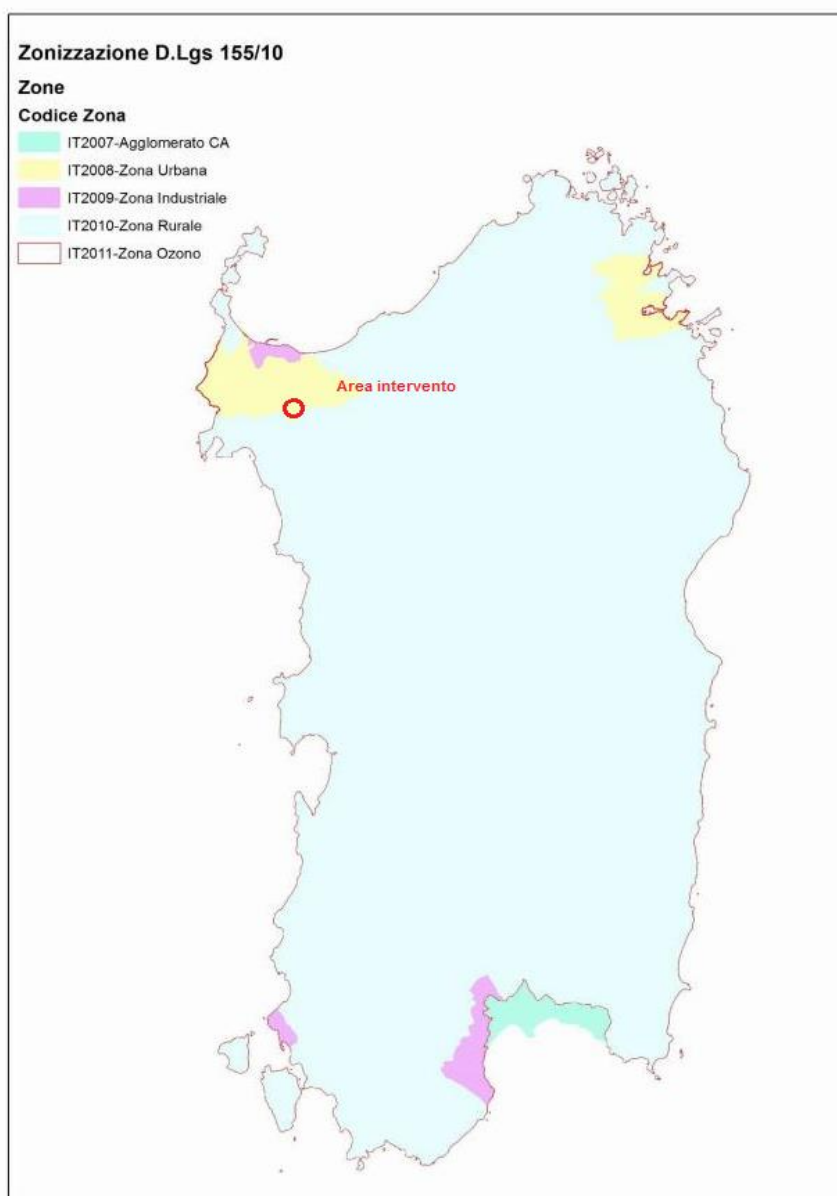 Zonizzazione D.Lgs 155/10
Zone
Codice Zona
IT2007-Agglomerato CA
IT2008-Zona Urbana
IT2009-Zona Industriale
IT2010-Zona Rurale
IT2011-Zona Ozono
Area intervento